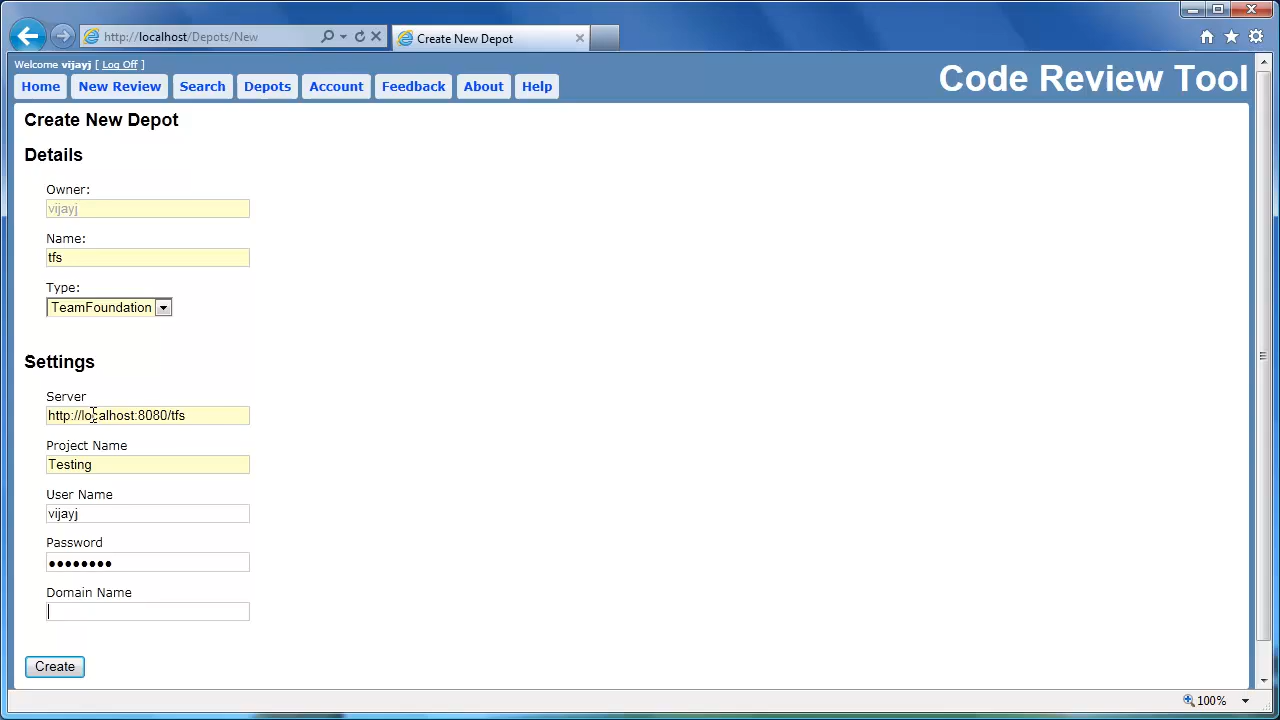 http://localhost/Depots/New
Create New Depot
Welcome vijayj [ Log Off ]
Home New Review Search Depots Account Feedback About Help
Code Review Tool
Create New Depot
Details
Owner:
vijayj
Name:
tfs
Type:
TeamFoundation
Settings
Server
http://localhost:8080/tfs
Project Name
Testing
User Name
vijayj
Password
●●●●●●●●
Domain Name
Create
100%